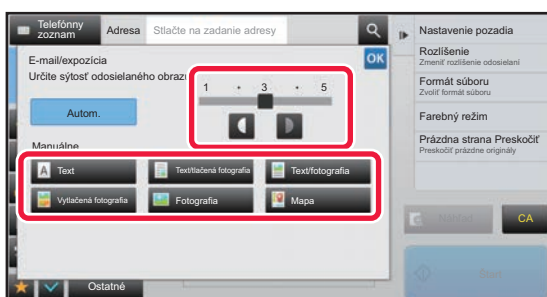 Telefónny
zoznam
Adresa
Stlačte na zadanie adresy
Nastavenie pozadia
Rozlíšenie
Zmeniť rozlíšenie odosielani
Formát súboru
Zvoliť formát súboru
Farebný režim
Prázdna strana Preskočiť
Preskočiť prázdne originály
E-mail/expozícia
OK
Určite sýtosť odosielaného obrazu
1 3 5
Autom.
Manuálne
A Text
Text/tlačená fotografia
Text/fotografia
Vytlačená fotografia
Fotografia
Mapa
CA
Ostatné